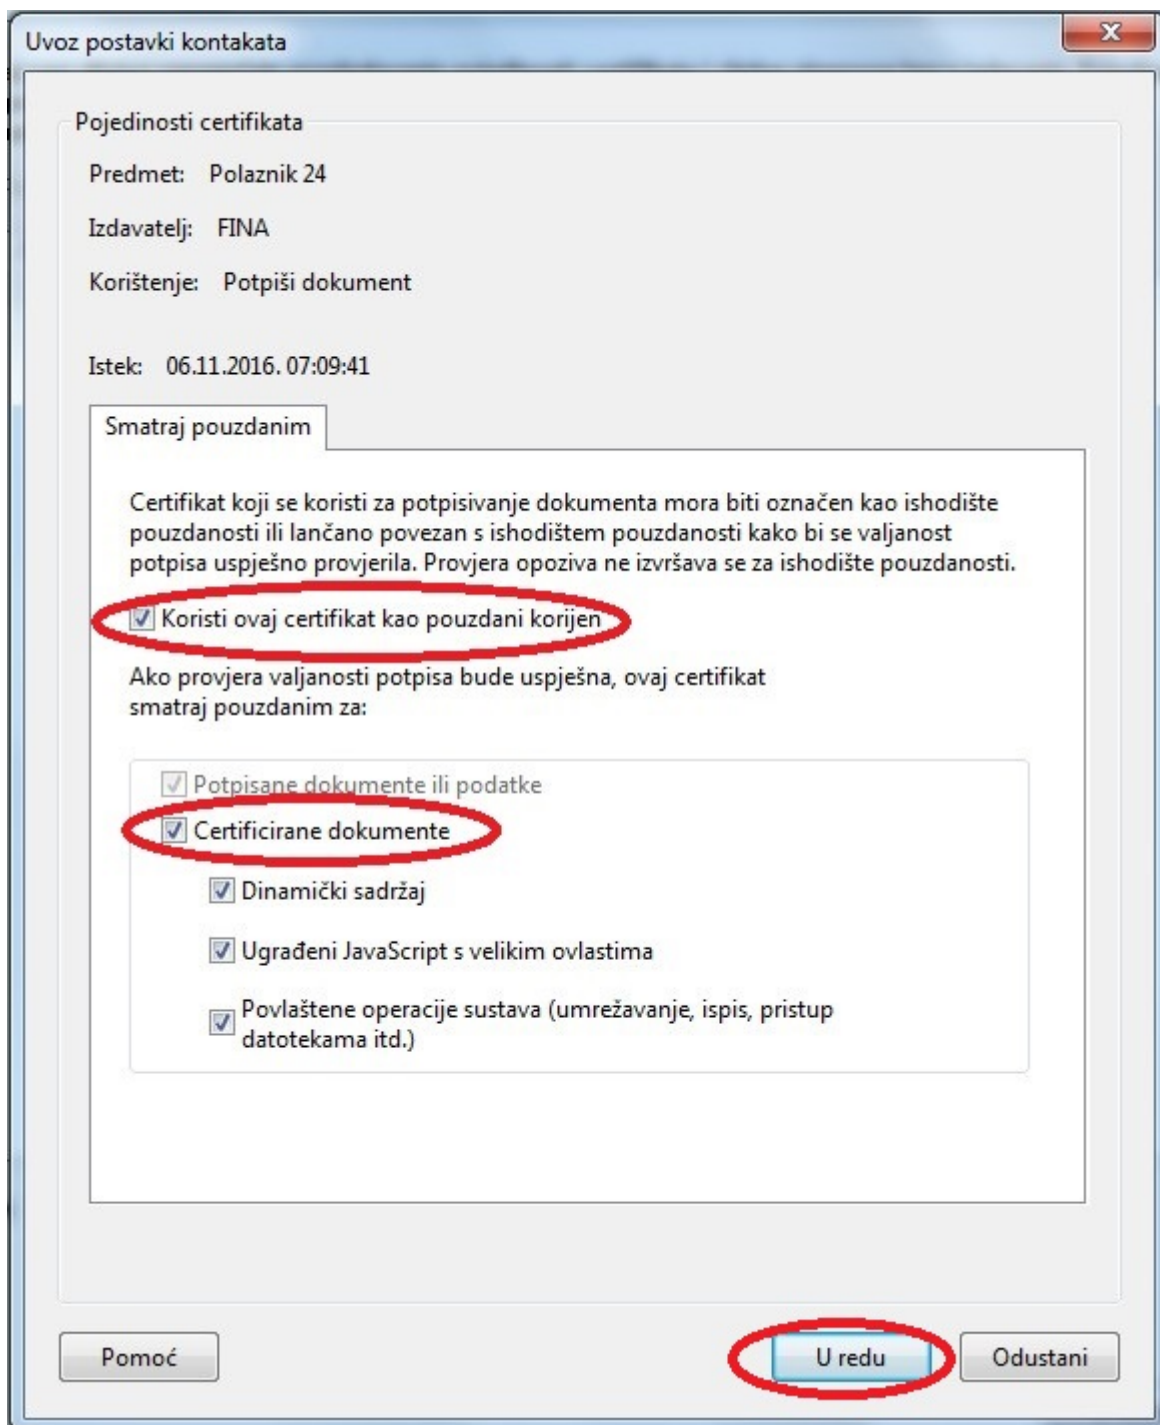 Uvoz postavki kontakata
Pojedinosti certifikata
Predmet: Polaznik 24
Izdavatelj: FINA
Korištenje: Potpiši dokument
Istek: 06.11.2016. 07:09:41
Smatraj pouzdanim
Certifikat koji se koristi za potpisivanje dokumenta mora biti označen kao ishodište
pouzdanosti ili lančano povezan s ishodištem pouzdanosti kako bi se valjanost
potpisa uspješno provjerila. Provjera opoziva ne izvršava se za ishodište pouzdanosti.
Koristi ovaj certifikat kao pouzdani korijen
Ako provjera valjanosti potpisa bude uspješna, ovaj certifikat
smatraj pouzdanim za:
Potpisane dokumente ili podatke
Certificirane dokumente
Dinamički sadržaj
Ugrađeni JavaScript s velikim ovlastima
Povlaštene operacije sustava (umrežavanje, ispis, pristup
datotekama itd.)
Pomoć
U redu
Odustani